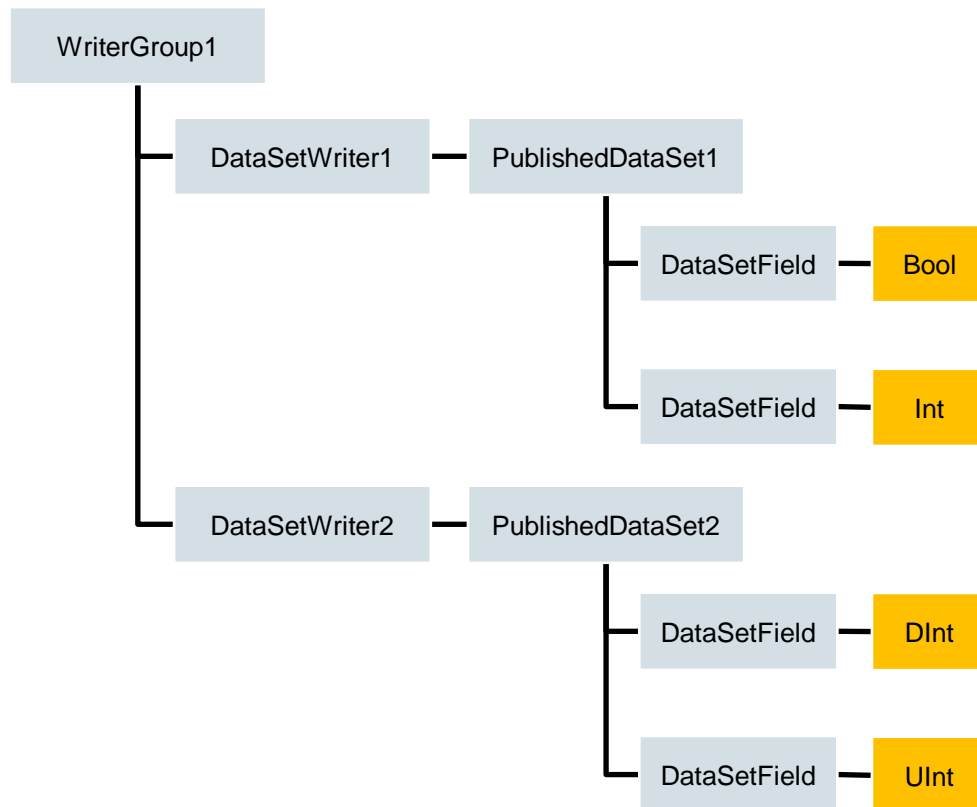 WriterGroup1
DataSetWriter1
PublishedDataSet1
DataSetField
Bool
DataSetField
Int
DataSetWriter2
PublishedDataSet2
DataSetField
DInt
DataSetField
UInt